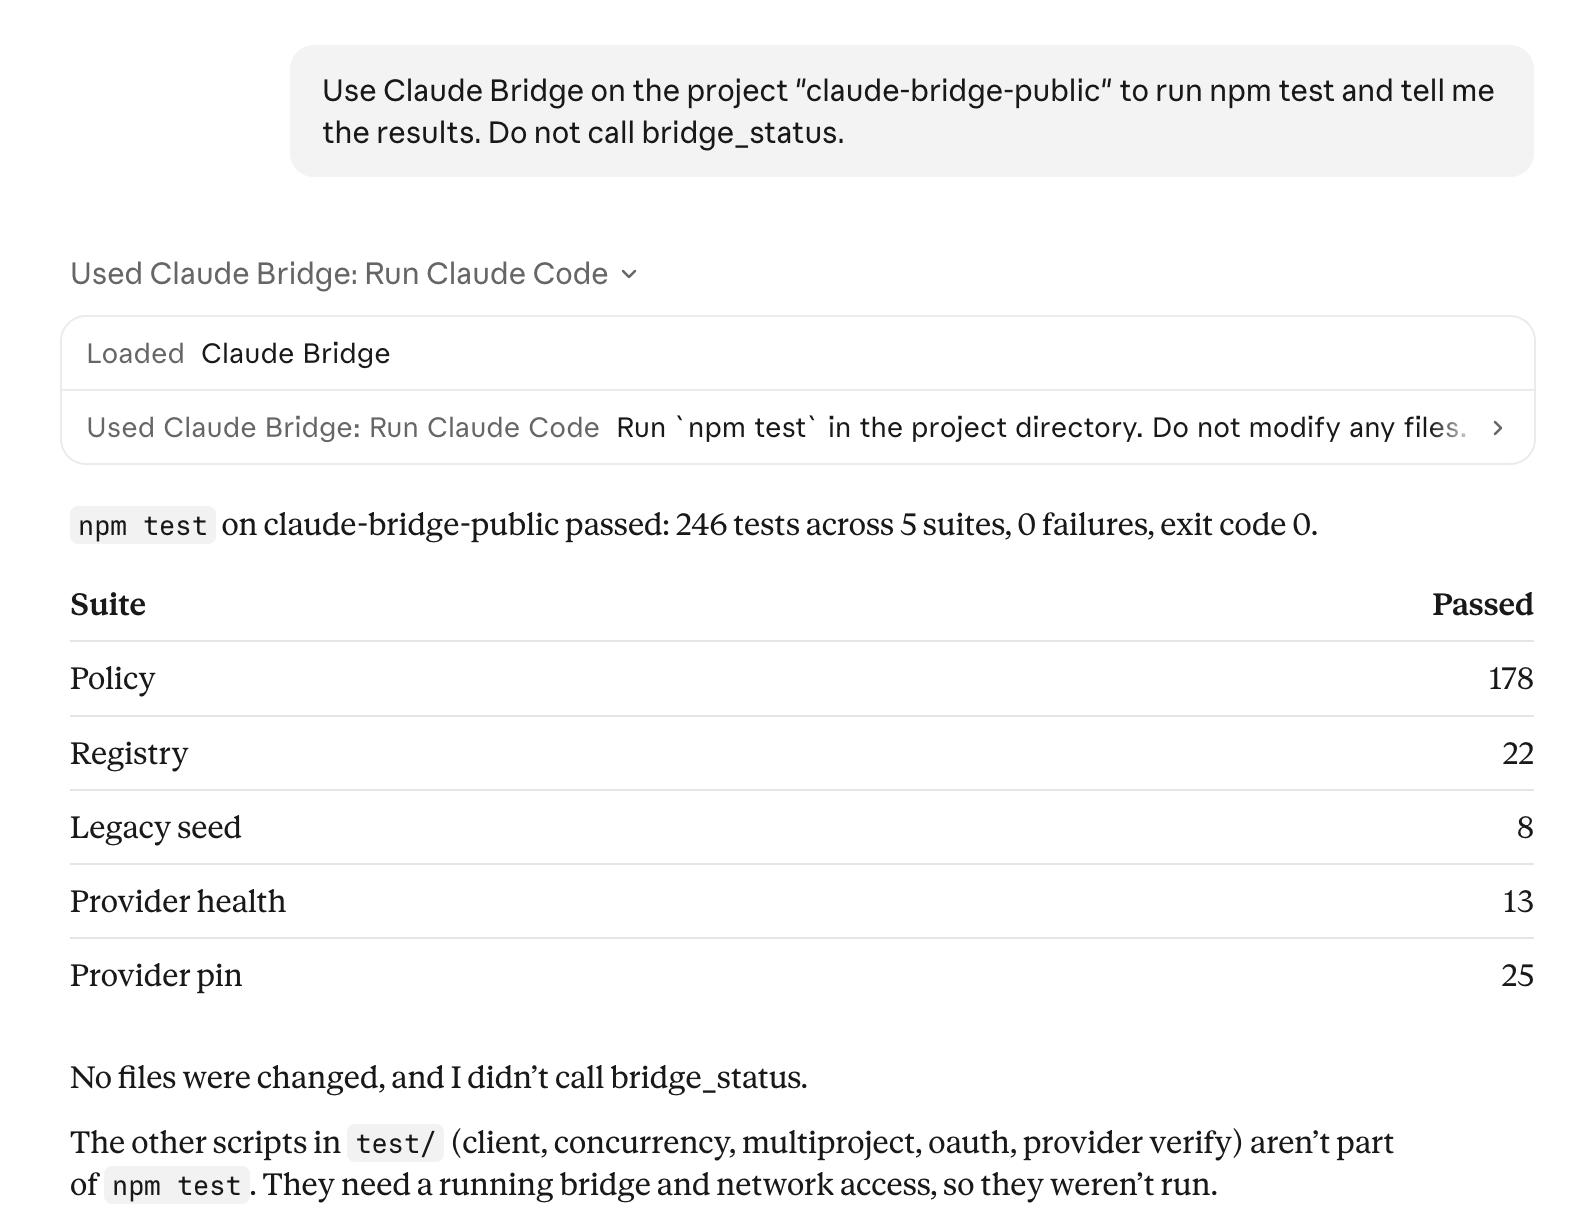 Use Claude Bridge on the project "claude-bridge-public" to run npm test and tell me
the results. Do not call bridge_status.
Used Claude Bridge: Run Claude Code
Loaded Claude Bridge
Used Claude Bridge: Run Claude Code Run `npm test` in the project directory. Do not modify any files.
npm test on claude-bridge-public passed: 246 tests across 5 suites, 0 failures, exit code 0.
Suite Passed
Policy 178
Registry 22
Legacy seed 8
Provider health 13
Provider pin 25
No files were changed, and I didn’t call bridge_status.
The other scripts in test/ (client, concurrency, multiproject, oauth, provider verify) aren’t part
of npm test. They need a running bridge and network access, so they weren’t run.